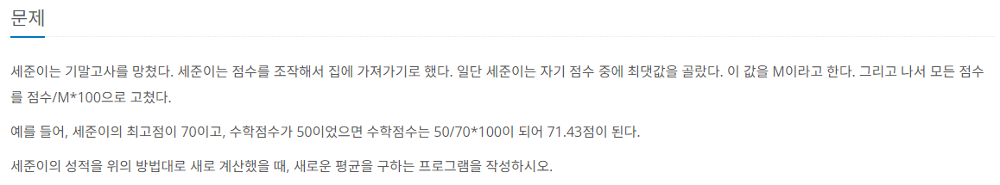 문제
세준이는 기말고사를 망쳤다. 세준이는 점수를 조작해서 집에 가져가기로 했다. 일단 세준이는 자기 점수 중에 최댓값을 골랐다. 이 값을 M이라고 한다. 그리고 나서 모든 점수
를 점수/M*100으로 고쳤다.
예를 들어, 세준이의 최고점이 70이고, 수학점수가 50이었으면 수학점수는 50/70*100이 되어 71.43점이 된다.
세준이의 성적을 위의 방법대로 새로 계산했을 때, 새로운 평균을 구하는 프로그램을 작성하시오.